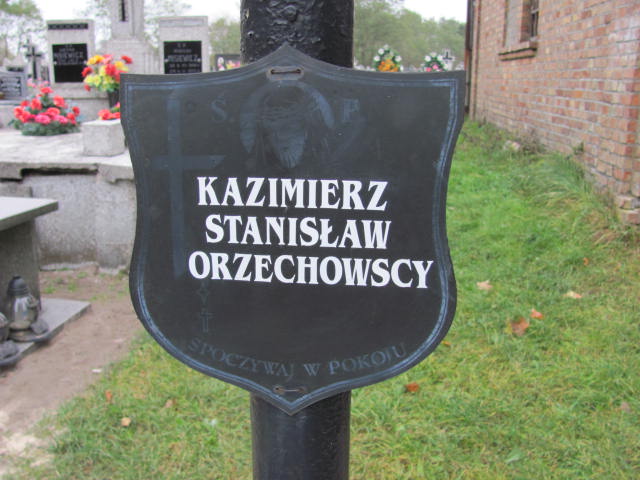 Ś. P.
KAZIMIERZ
STANISŁAW
ORZECHOWSCY
SPOCZYWAJ W POKOJU